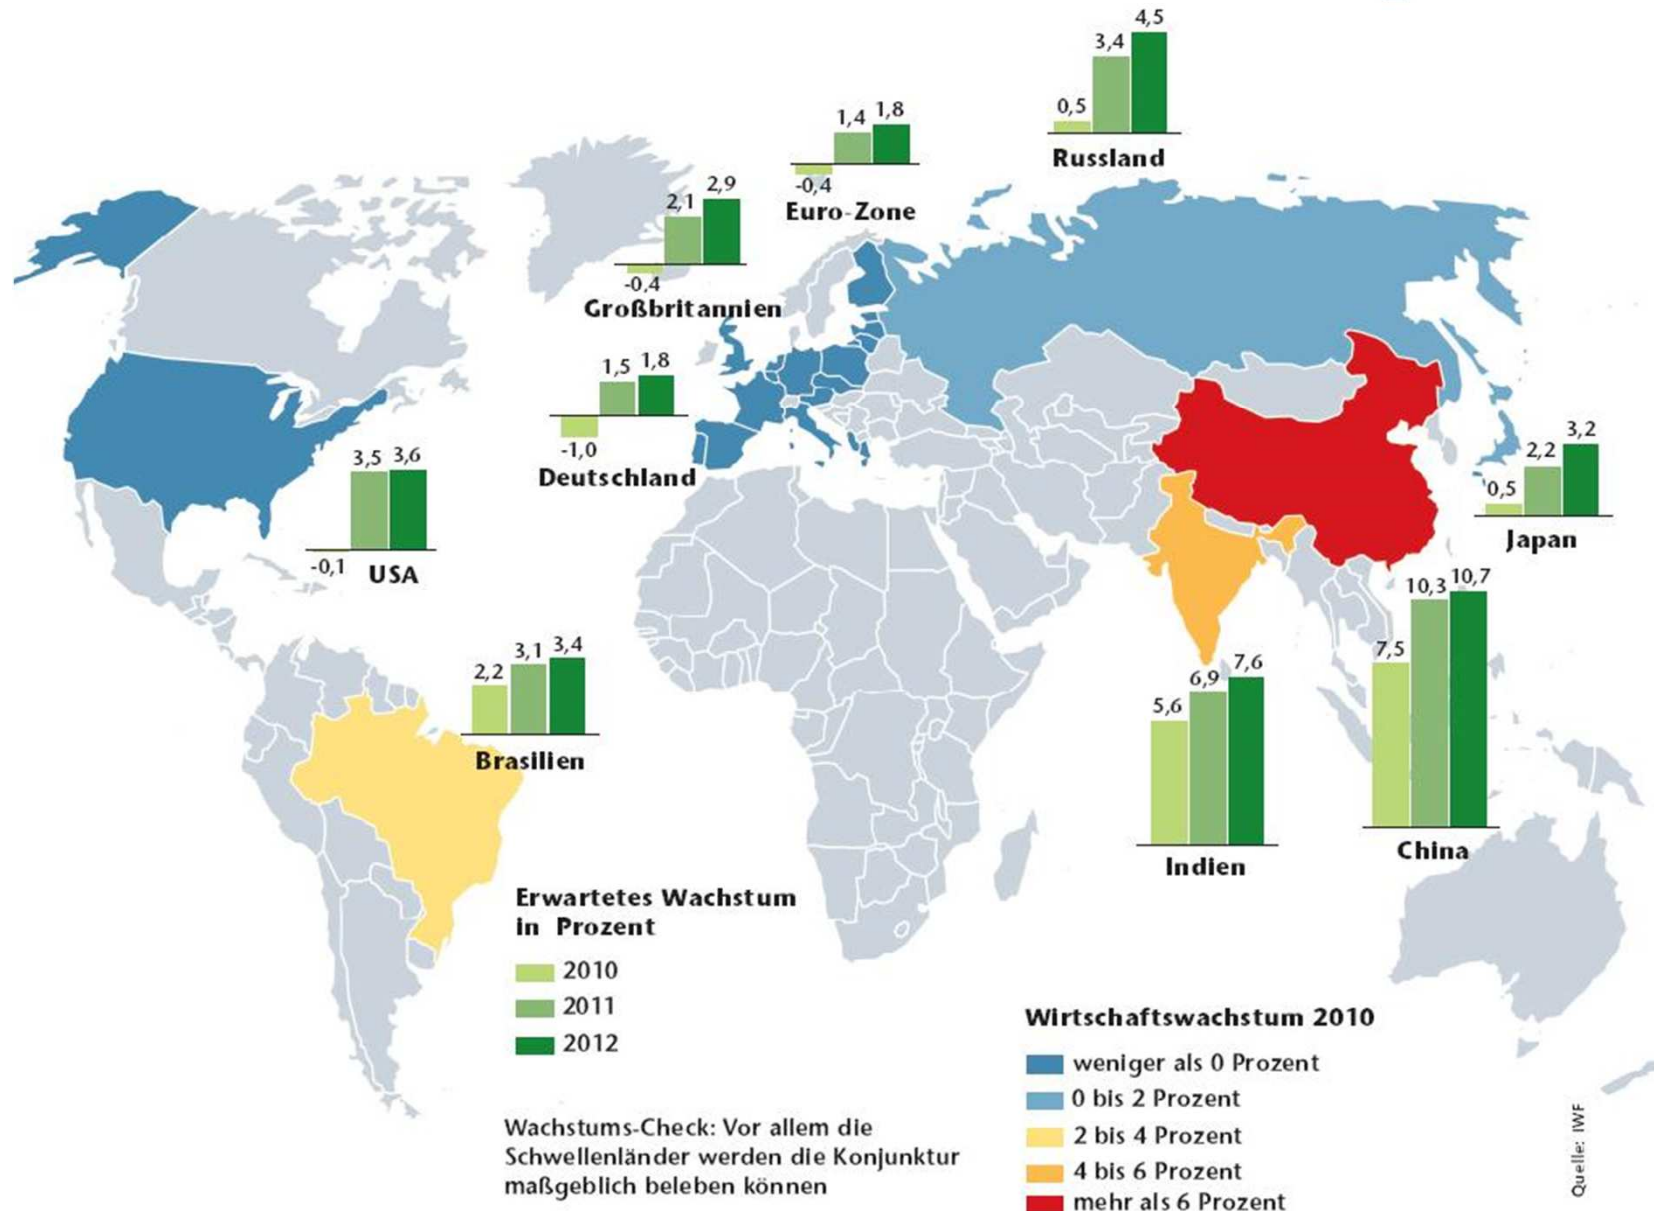 4,5
3,4
0,5
Russland
1,4 1,8
-0,4
Euro-Zone
2,9
2,1
-0,4
Großbritannien
1,5 1,8
-1,0
Deutschland
3,5 3,6
-0,1
USA
3,2
2,2
0,5
Japan
10,3 10,7
7,5
China
7,6
6,9
5,6
Indien
3,4
3,1
2,2
Brasilien
Erwartetes Wachstum
in Prozent
2010
2011
2012
Wachstums-Check: Vor allem die
Schwellenländer werden die Konjunktur
maßgeblich beleben können
Wirtschaftswachstum 2010
weniger als 0 Prozent
0 bis 2 Prozent
2 bis 4 Prozent
4 bis 6 Prozent
mehr als 6 Prozent
Quelle: IWF